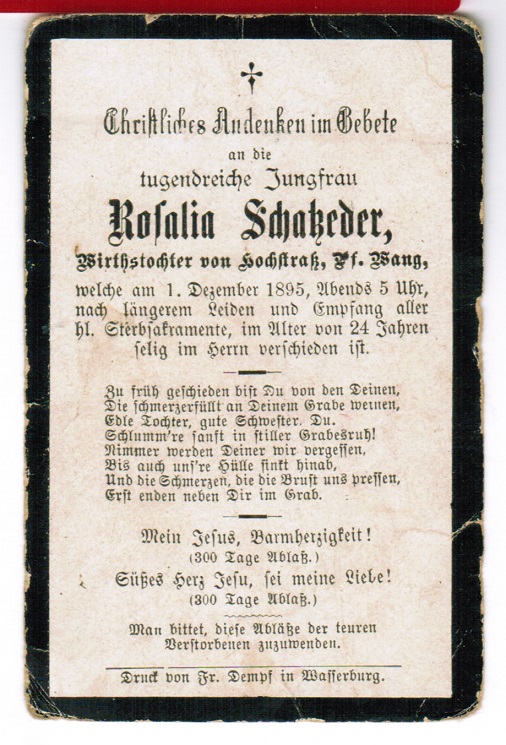 Christliches Andenken im Gebete
an die
tugendreiche Jungfrau
Rosalia Schatzeder,
Wirthstochter von Hochstraß, Pf. Wang,
welche am 1. Dezember 1895, Abends 5 Uhr,
nach längerem Leiden und Empfang aller
hl. Sterbsakramente, im Alter von 24 Jahren
selig im Herrn verschieden ist.
Zu früh geschieden bist Du von den Deinen,
Die schmerzerfüllt an Deinem Grabe weinen,
Edle Tochter, gute Schwester. Du.
Schlumm're sanft in stiller Grabesruh!
Nimmer werden Deiner wir vergessen,
Bis auch uns're Hülle sinkt hinab,
Und die Schmerzen, die die Brust uns pressen,
Erst enden neben Dir im Grab.
Mein Jesus, Barmherzigkeit!
(300 Tage Ablaß.)
Süßes Herz Jesu, sei meine Liebe!
(300 Tage Ablaß.)
Man bittet, diese Abläße der teuren
Verstorbenen zuzuwenden.
Druck von Fr. Dempf in Wasserburg.